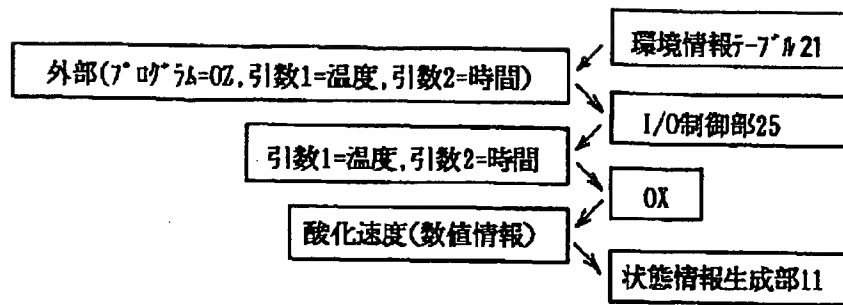 環境情報テーブル21
外部(プログラム=OX,引数1=温度,引数2=時間)
I/O制御部25
引数1=温度,引数2=時間
OX
酸化速度(数値情報)
状態情報生成部11